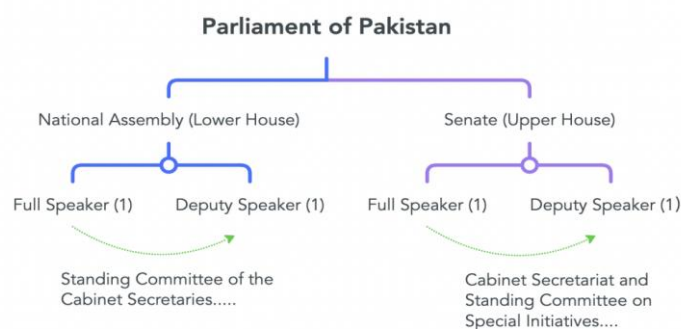 Parliament of Pakistan
National Assembly (Lower House)
Senate (Upper House)
Full Speaker (1)
Deputy Speaker (1)
Full Speaker (1)
Deputy Speaker (1)
Standing Committee of the
Cabinet Secretaries.....
Cabinet Secretariat and
Standing Committee on
Special Initiatives....